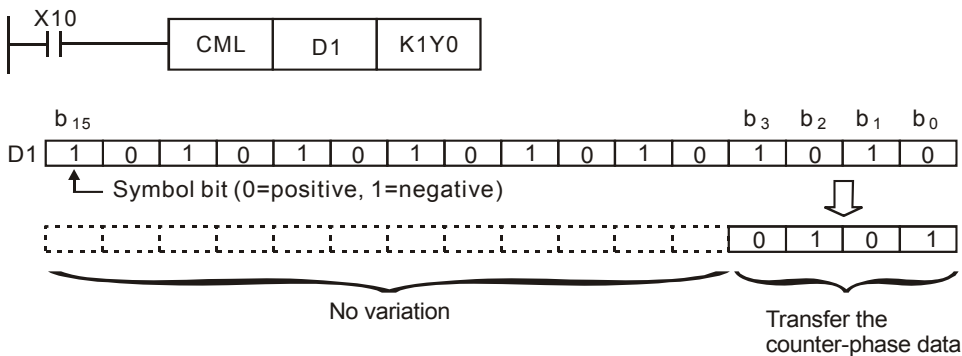 X10
CML D1 K1Y0
b15 b3 b2 b1 b0
D1 1 0 1 0 1 0 1 0 1 0 1 0 1 0 1 0
Symbol bit (0=positive, 1=negative)
0 1 0 1
No variation
Transfer the
counter-phase data